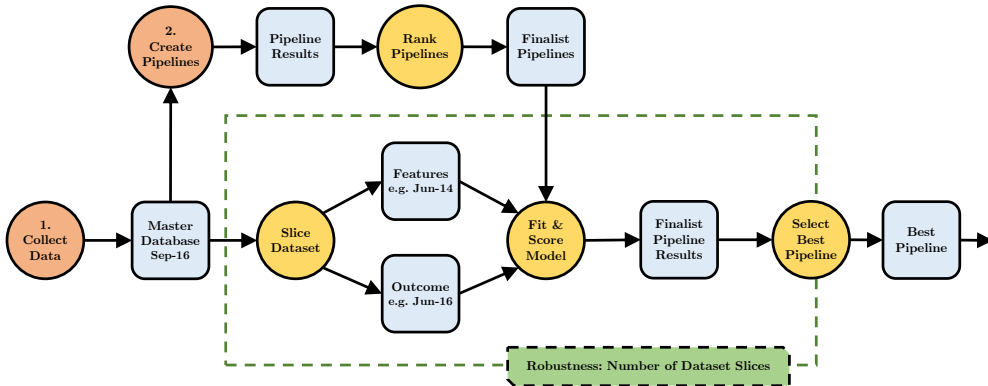 2.
Create
Pipelines
Pipeline
Results
Rank
Pipelines
Finalist
Pipelines
Features
e.g. Jun-14
1.
Collect
Data
Master
Database
Sep-16
Slice
Dataset
Fit &
Score
Model
Finalist
Pipeline
Results
Select
Best
Pipeline
Best
Pipeline
Outcome
e.g. Jun-16
Robustness: Number of Dataset Slices